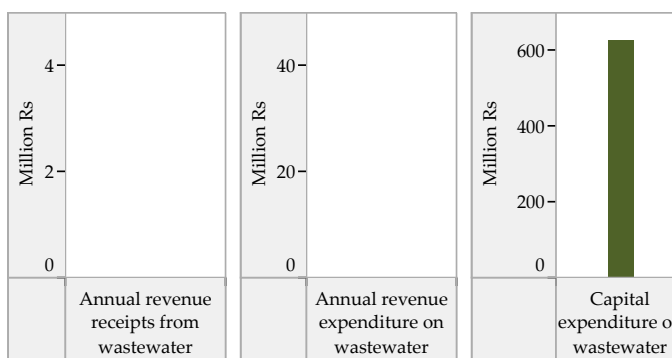 Million Rs
4
2
0
Annual revenue
receipts from
wastewater
Million Rs
40
20
0
Annual revenue
expenditure on
wastewater
Million Rs
600
400
200
0
Capital
expenditure o
wastewater